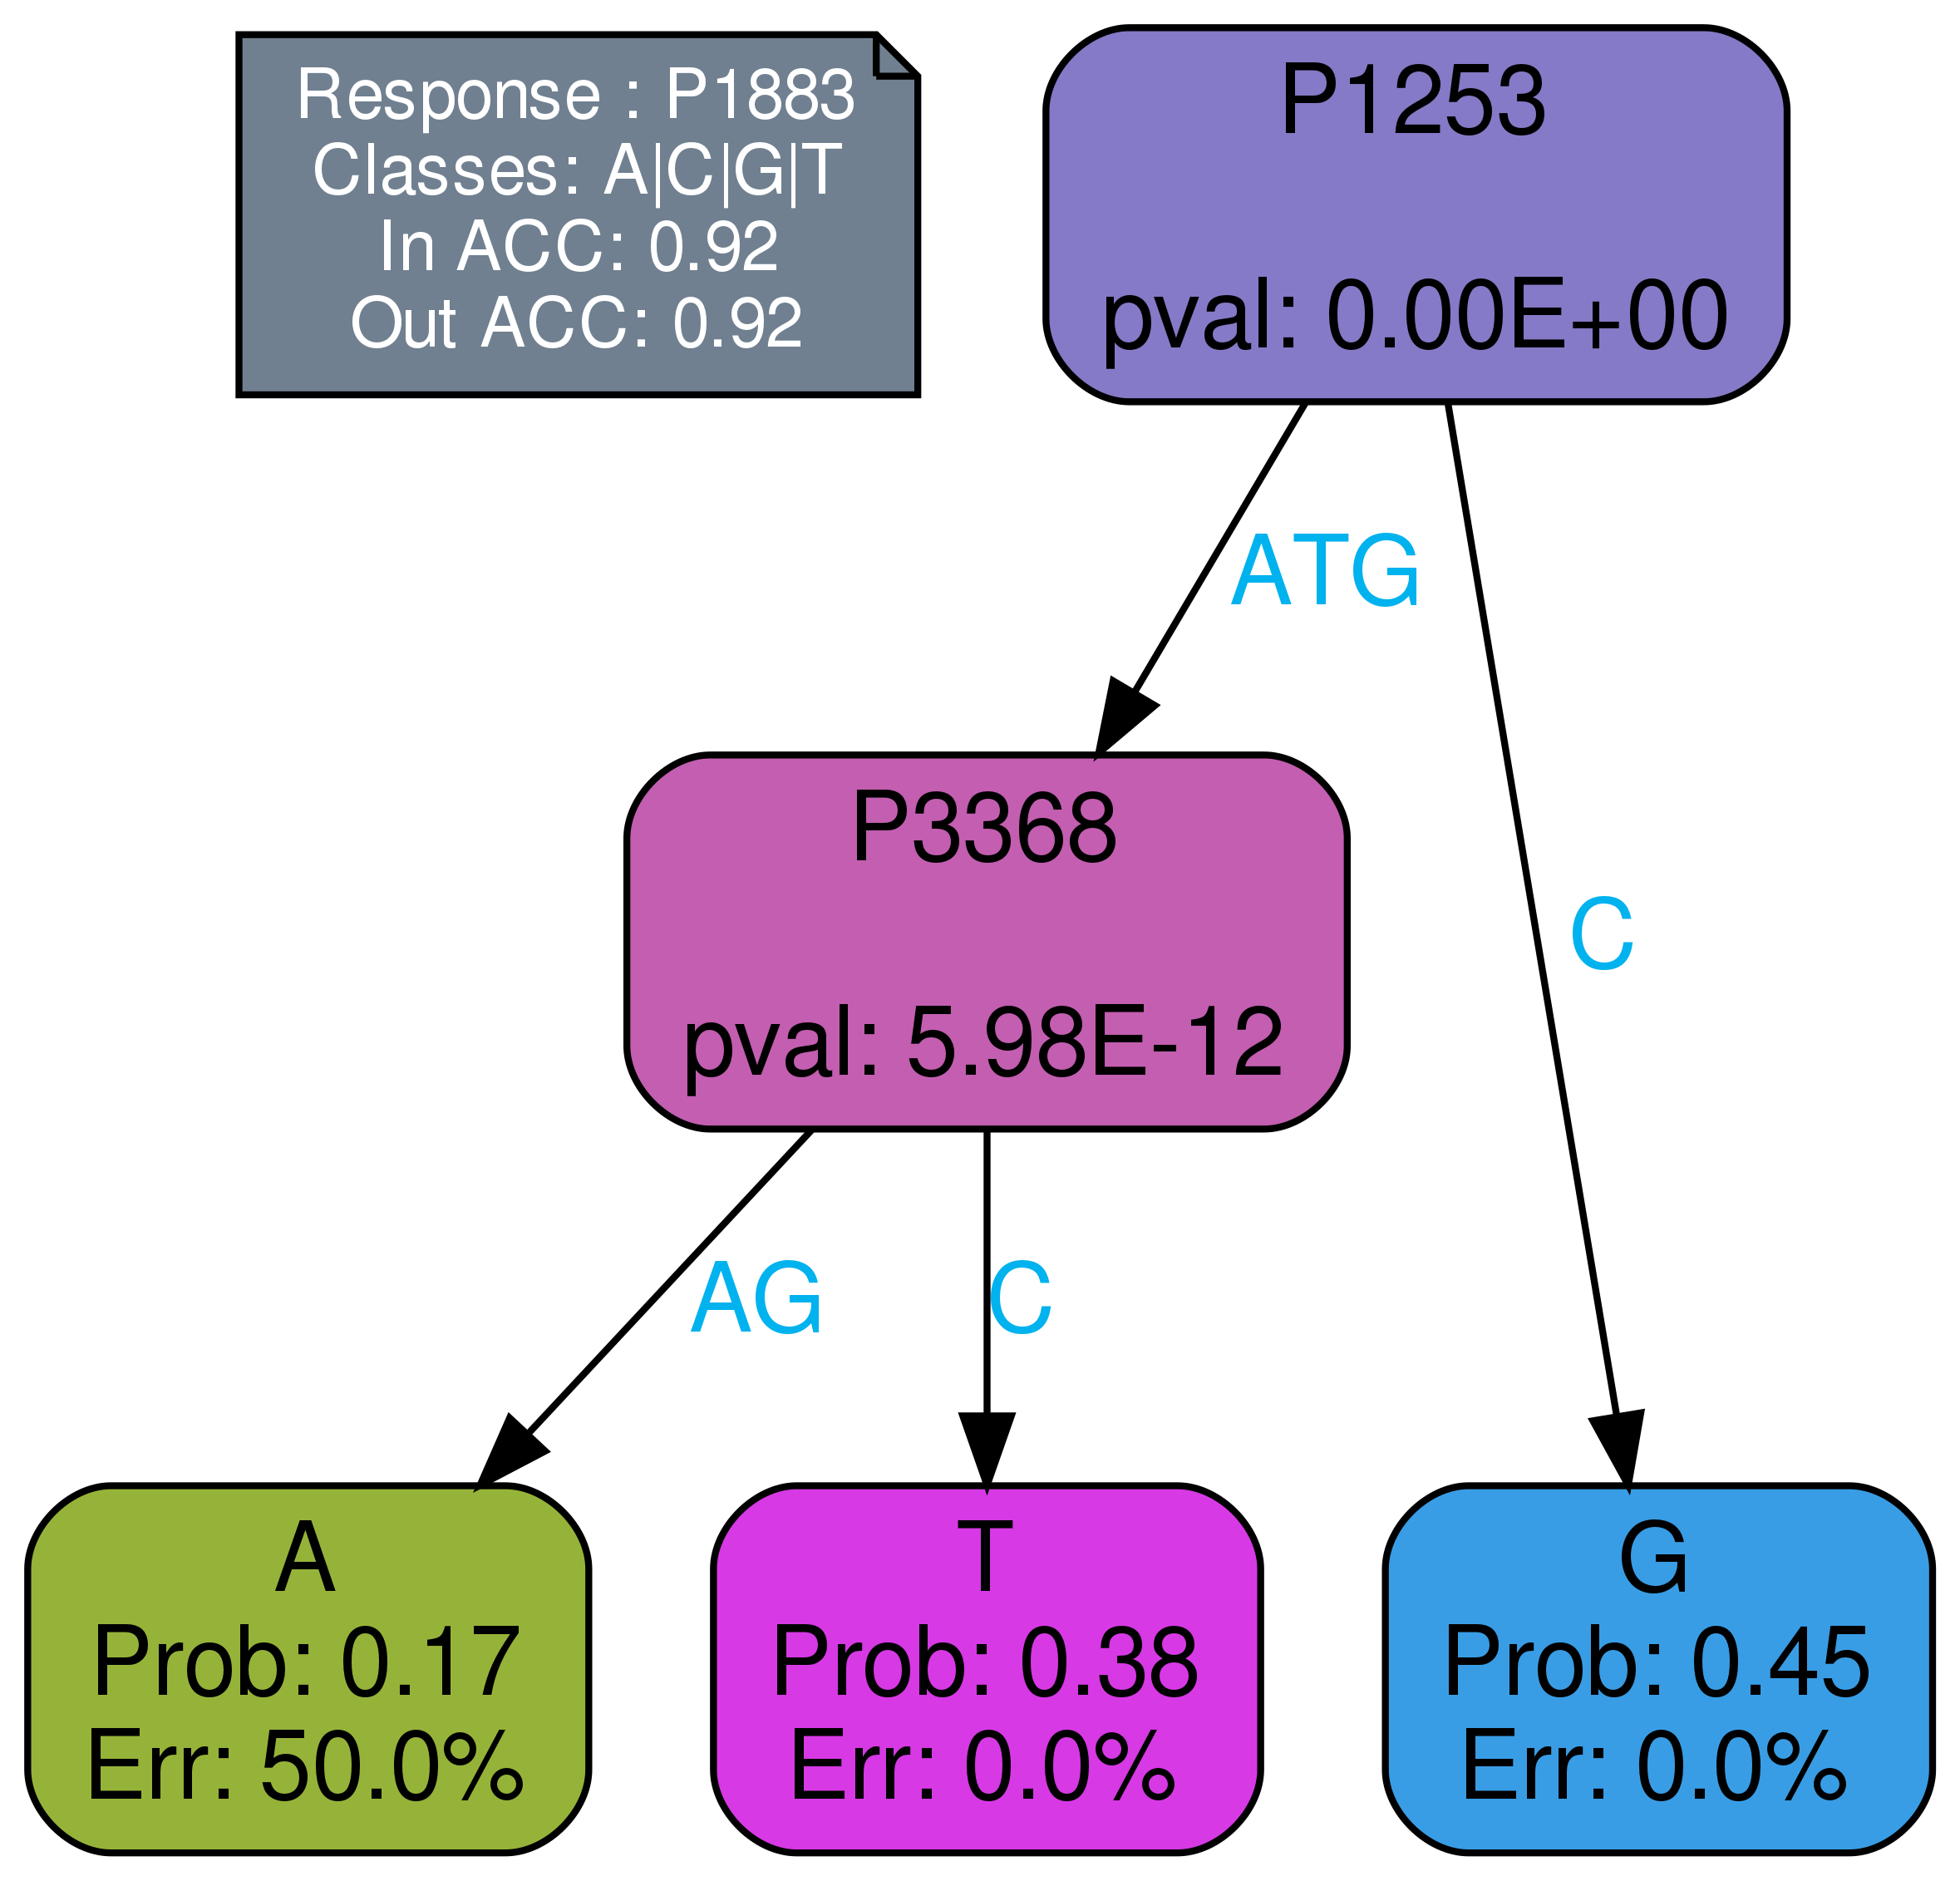 Response : P1883
Classes: A|C|G|T
In ACC: 0.92
Out ACC: 0.92
P1253
pval: 0.00E+00
ATG
C
P3368
pval: 5.98E-12
AG
C
A
Prob: 0.17
Err: 50.0%
T
Prob: 0.38
Err: 0.0%
G
Prob: 0.45
Err: 0.0%